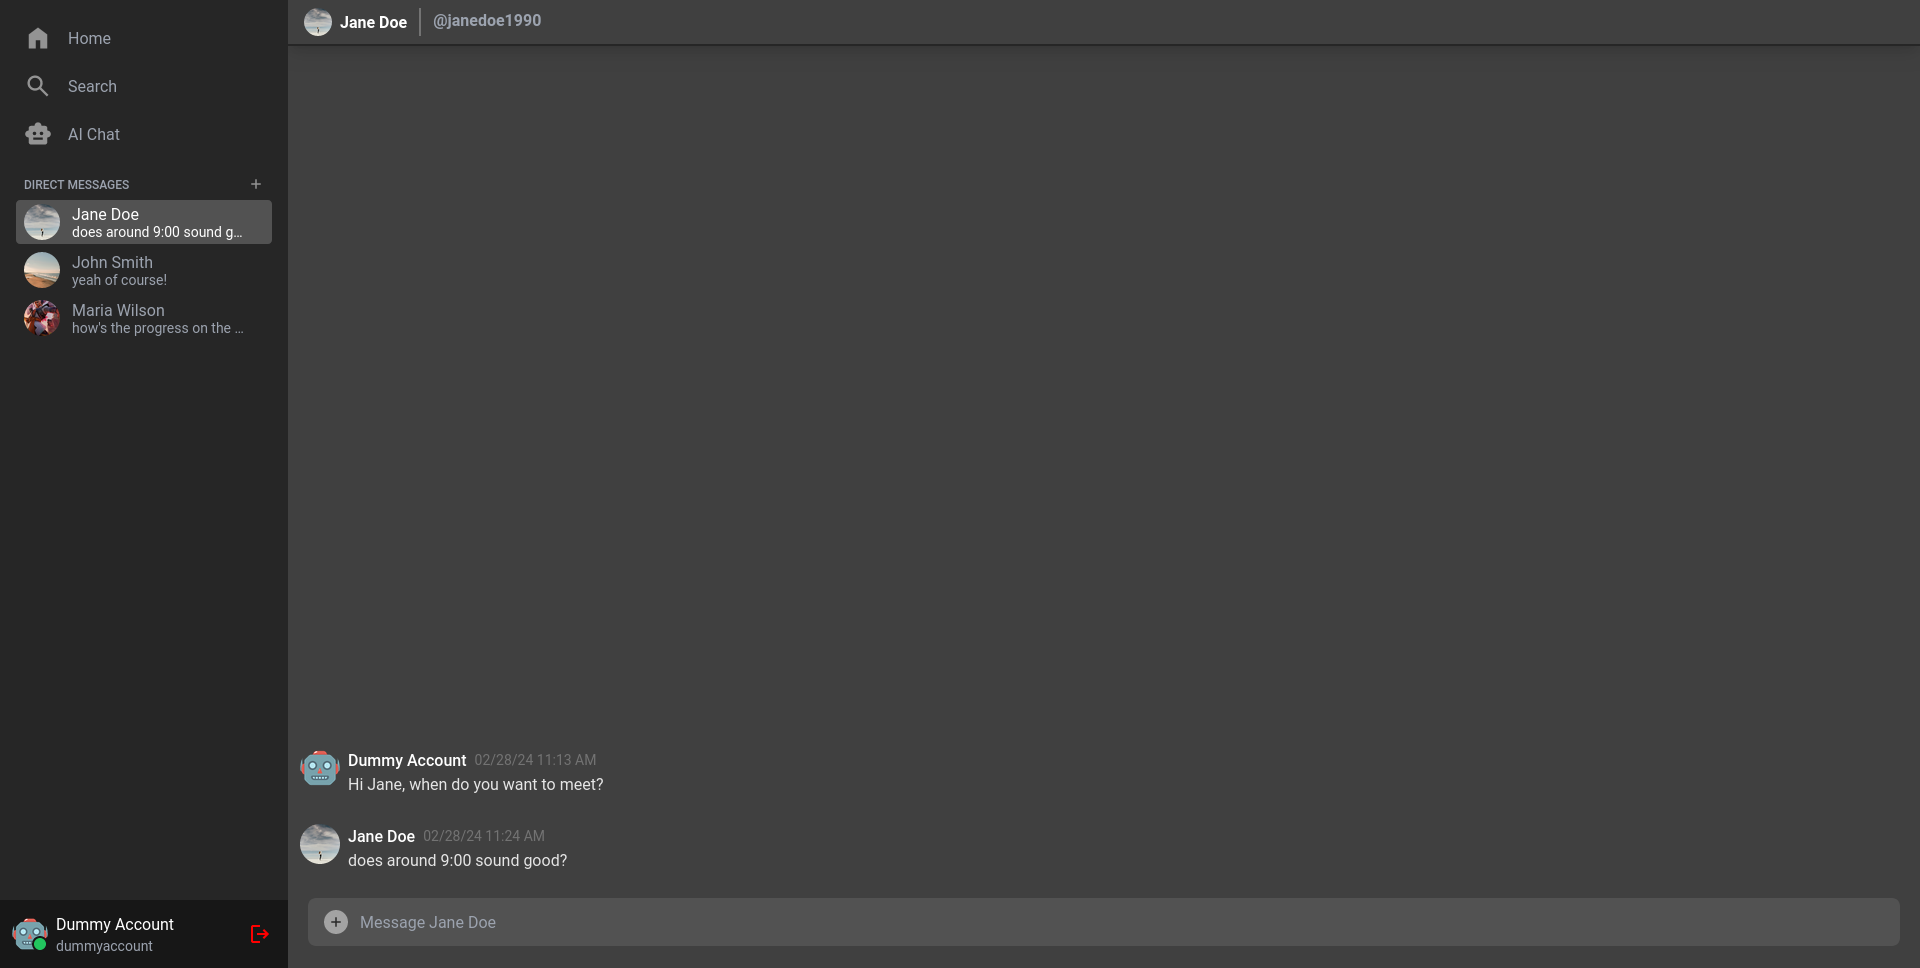 Home
Search
AI Chat
DIRECT MESSAGES
Jane Doe
does around 9:00 sound g...
John Smith
yeah of course!
Maria Wilson
how's the progress on the ...
Dummy Account
dummyaccount
Jane Doe @janedoe1990
Dummy Account 02/28/24 11:13 AM
Hi Jane, when do you want to meet?
Jane Doe 02/28/24 11:24 AM
does around 9:00 sound good?
Message Jane Doe